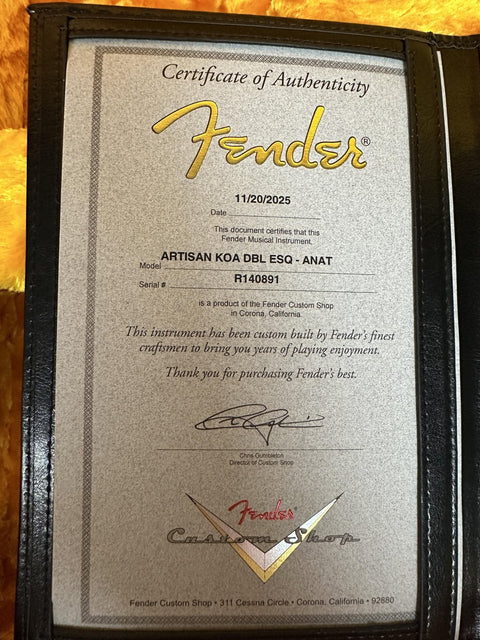 Certificate of Authenticity
Fender®
11/20/2025
Date
This document certifies that this
Fender Musical Instrument,
ARTISAN KOA DBL ESQ - ANAT
Model
R140891
Serial #
is a product of the Fender Custom Shop
in Corona, California.
This instrument has been custom built by Fender's finest
craftsmen to bring you years of playing enjoyment.
Thank you for purchasing Fender's best.
Chris Gumbleton
Director of Custom Shop
Fender
Custom Shop
Fender Custom Shop • 311 Cessna Circle • Corona, California • 92880